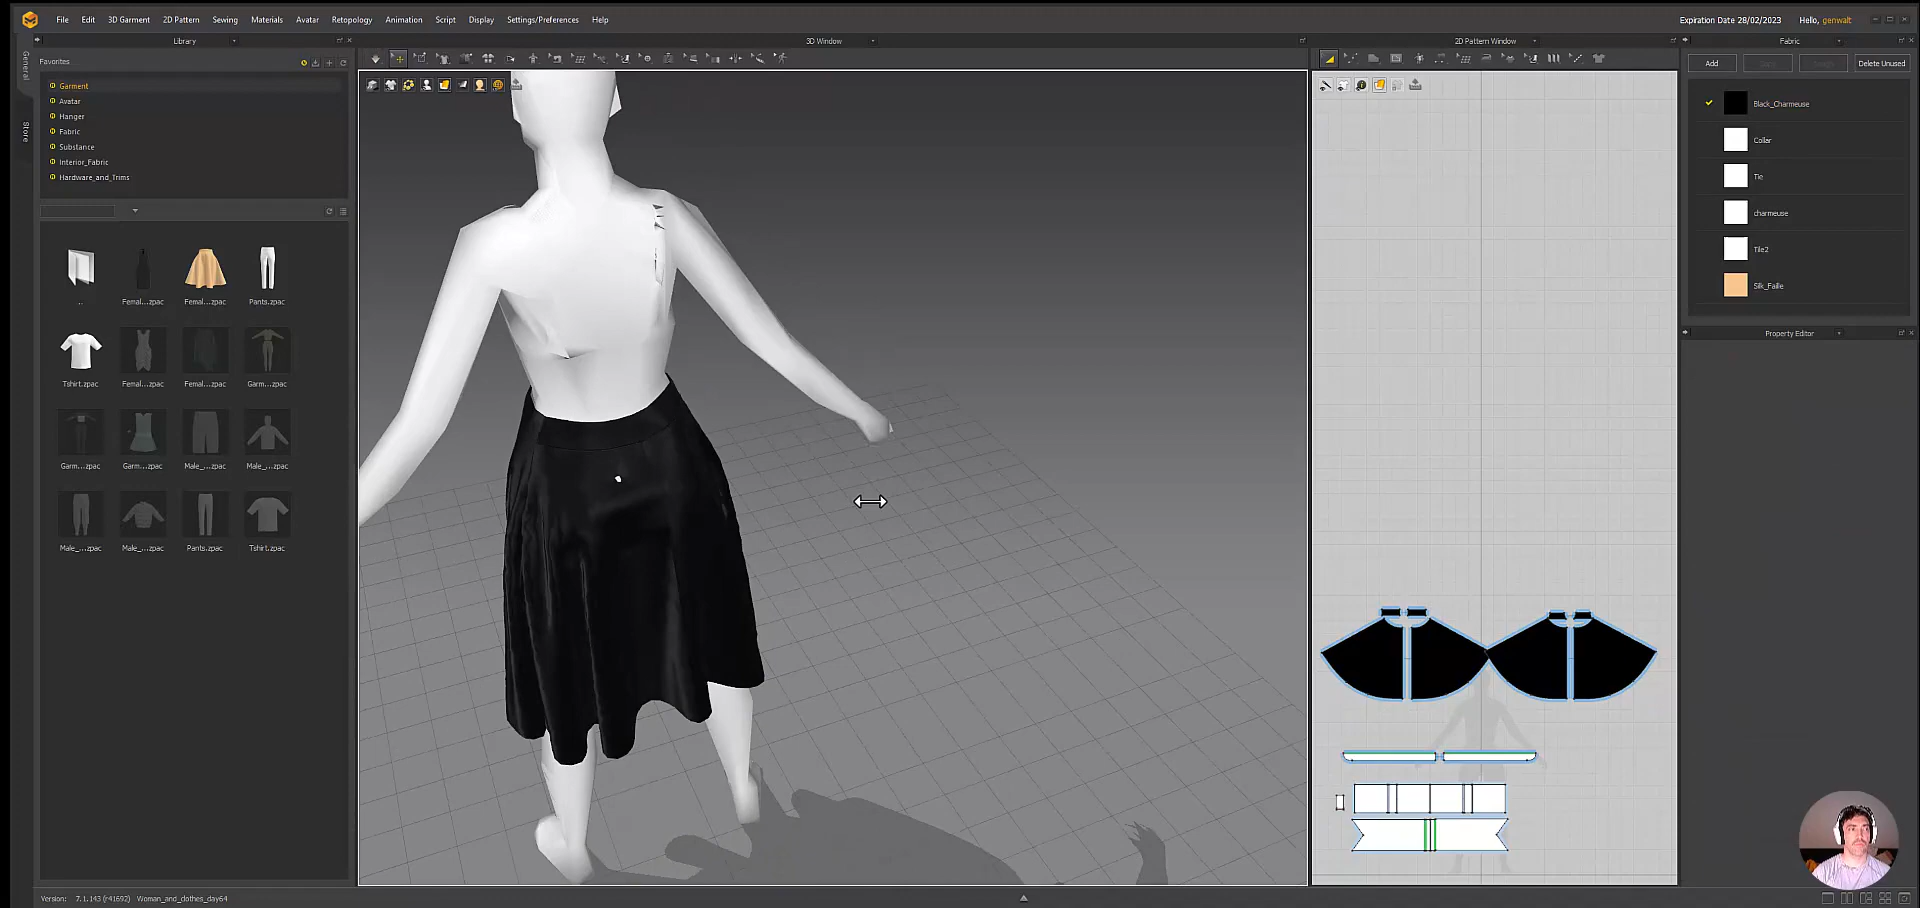 File Edit 3D Garment 2D Pattern Sewing Materials Avatar Retopology Animation Script Display Settings/Preferences Help
Expiration Date 28/02/2023 Hello, genwalt
Library
3D Window
2D Pattern Window
Fabric
General
Store
Favorites
Garment
Avatar
Hanger
Fabric
Substance
Interior_Fabric
Hardware_and_Trims
..
Femal...zpac
Femal...zpac
Pants.zpac
Tshirt.zpac
Femal...zpac
Femal...zpac
Garm...zpac
Garm...zpac
Garm...zpac
Male_...zpac
Male_...zpac
Male_...zpac
Male_...zpac
Pants.zpac
Tshirt.zpac
Add
Delete Unused
Black_Charmeuse
Collar
Tie
charmeuse
Tile2
Silk_Faille
Property Editor
Version: 7.1.143 (r41692) Woman_and_clothes_day64